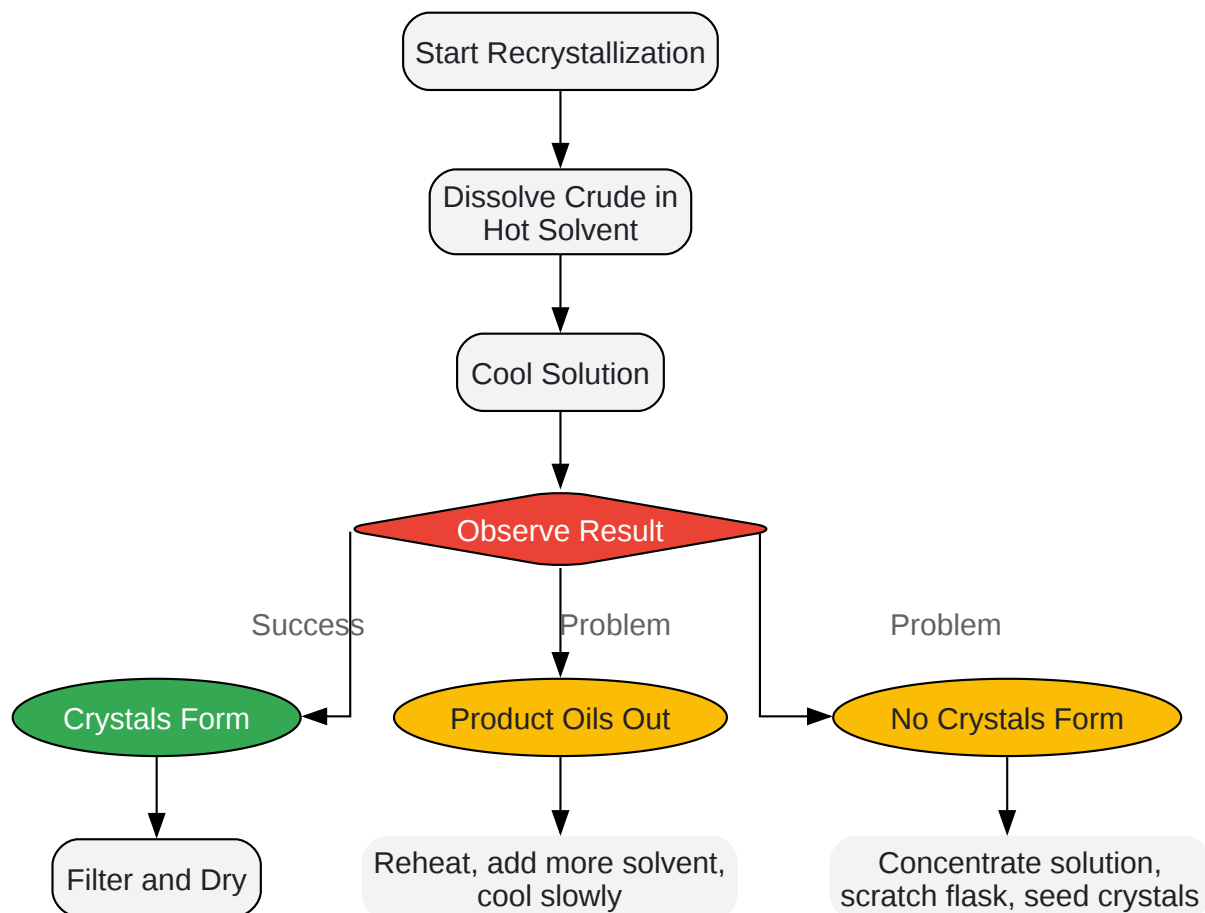 Start Recrystallization
Dissolve Crude in
Hot Solvent
Cool Solution
Observe Result
Success
Problem
Problem
Crystals Form
Product Oils Out
No Crystals Form
Filter and Dry
Reheat, add more solvent,
cool slowly
Concentrate solution,
scratch flask, seed crystals